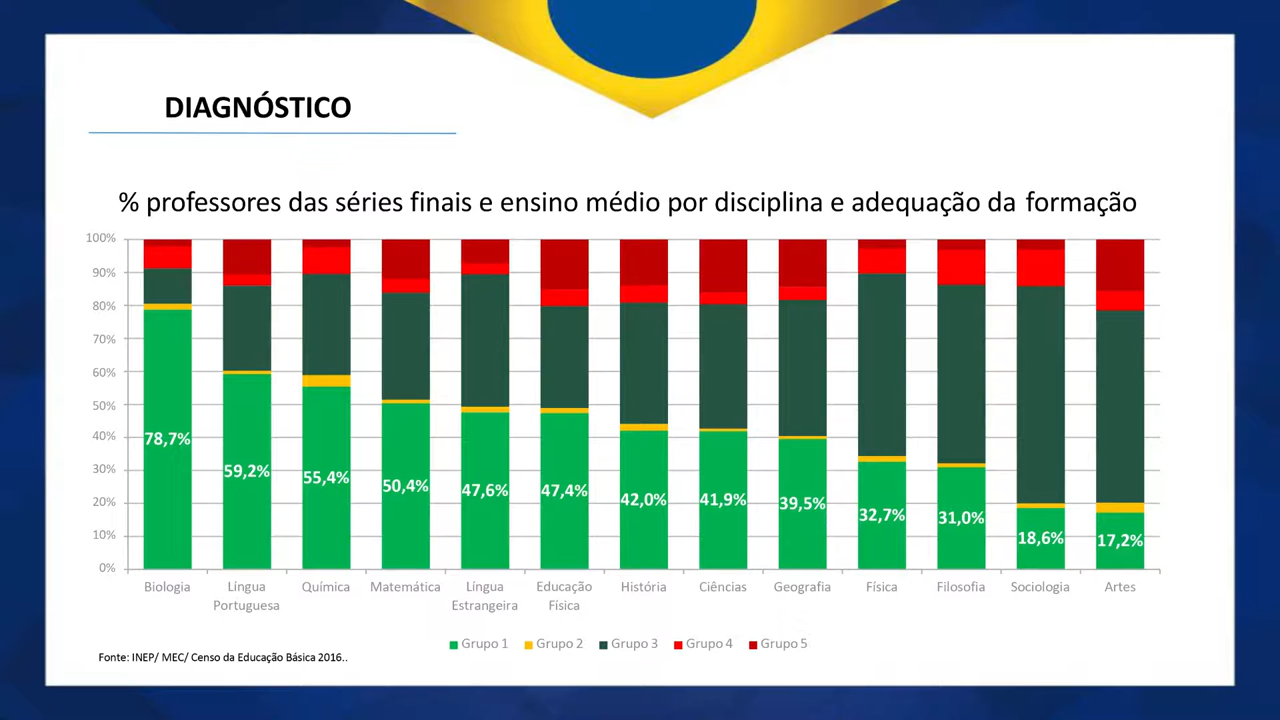 DIAGNÓSTICO
% professores das séries finais e ensino médio por disciplina e adequação da formação
100%
90%
80%
70%
60%
50%
40%
30%
20%
10%
0%
78,7%
59,2%
55,4%
50,4%
47,6%
47,4%
42,0%
41,9%
39,5%
32,7%
31,0%
18,6%
17,2%
Biologia
Língua
Portuguesa
Química
Matemática
Língua
Estrangeira
Educação
Física
História
Ciências
Geografia
Física
Filosofia
Sociologia
Artes
Grupo 1 Grupo 2 Grupo 3 Grupo 4 Grupo 5
Fonte: INEP/ MEC/ Censo da Educação Básica 2016..